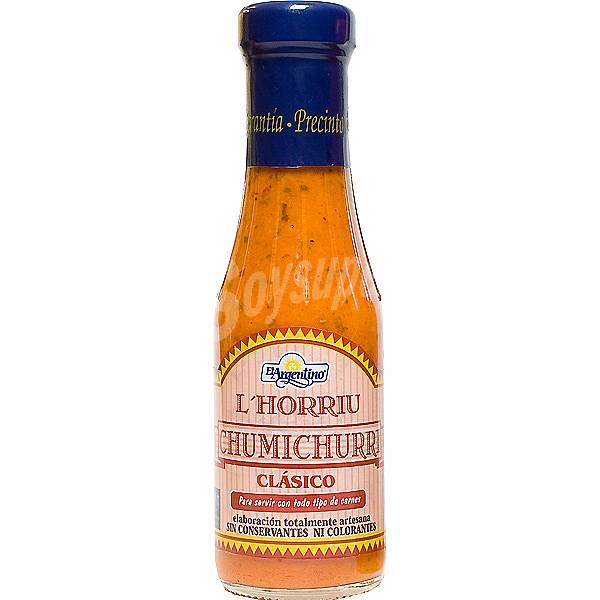 Precinto
Soysuper
El Argentino
L'HORRIU
CHUMICHURRI
CLÁSICO
Para servir con todo tipo de carnes
elaboración totalmente artesana
SIN CONSERVANTES NI COLORANTES